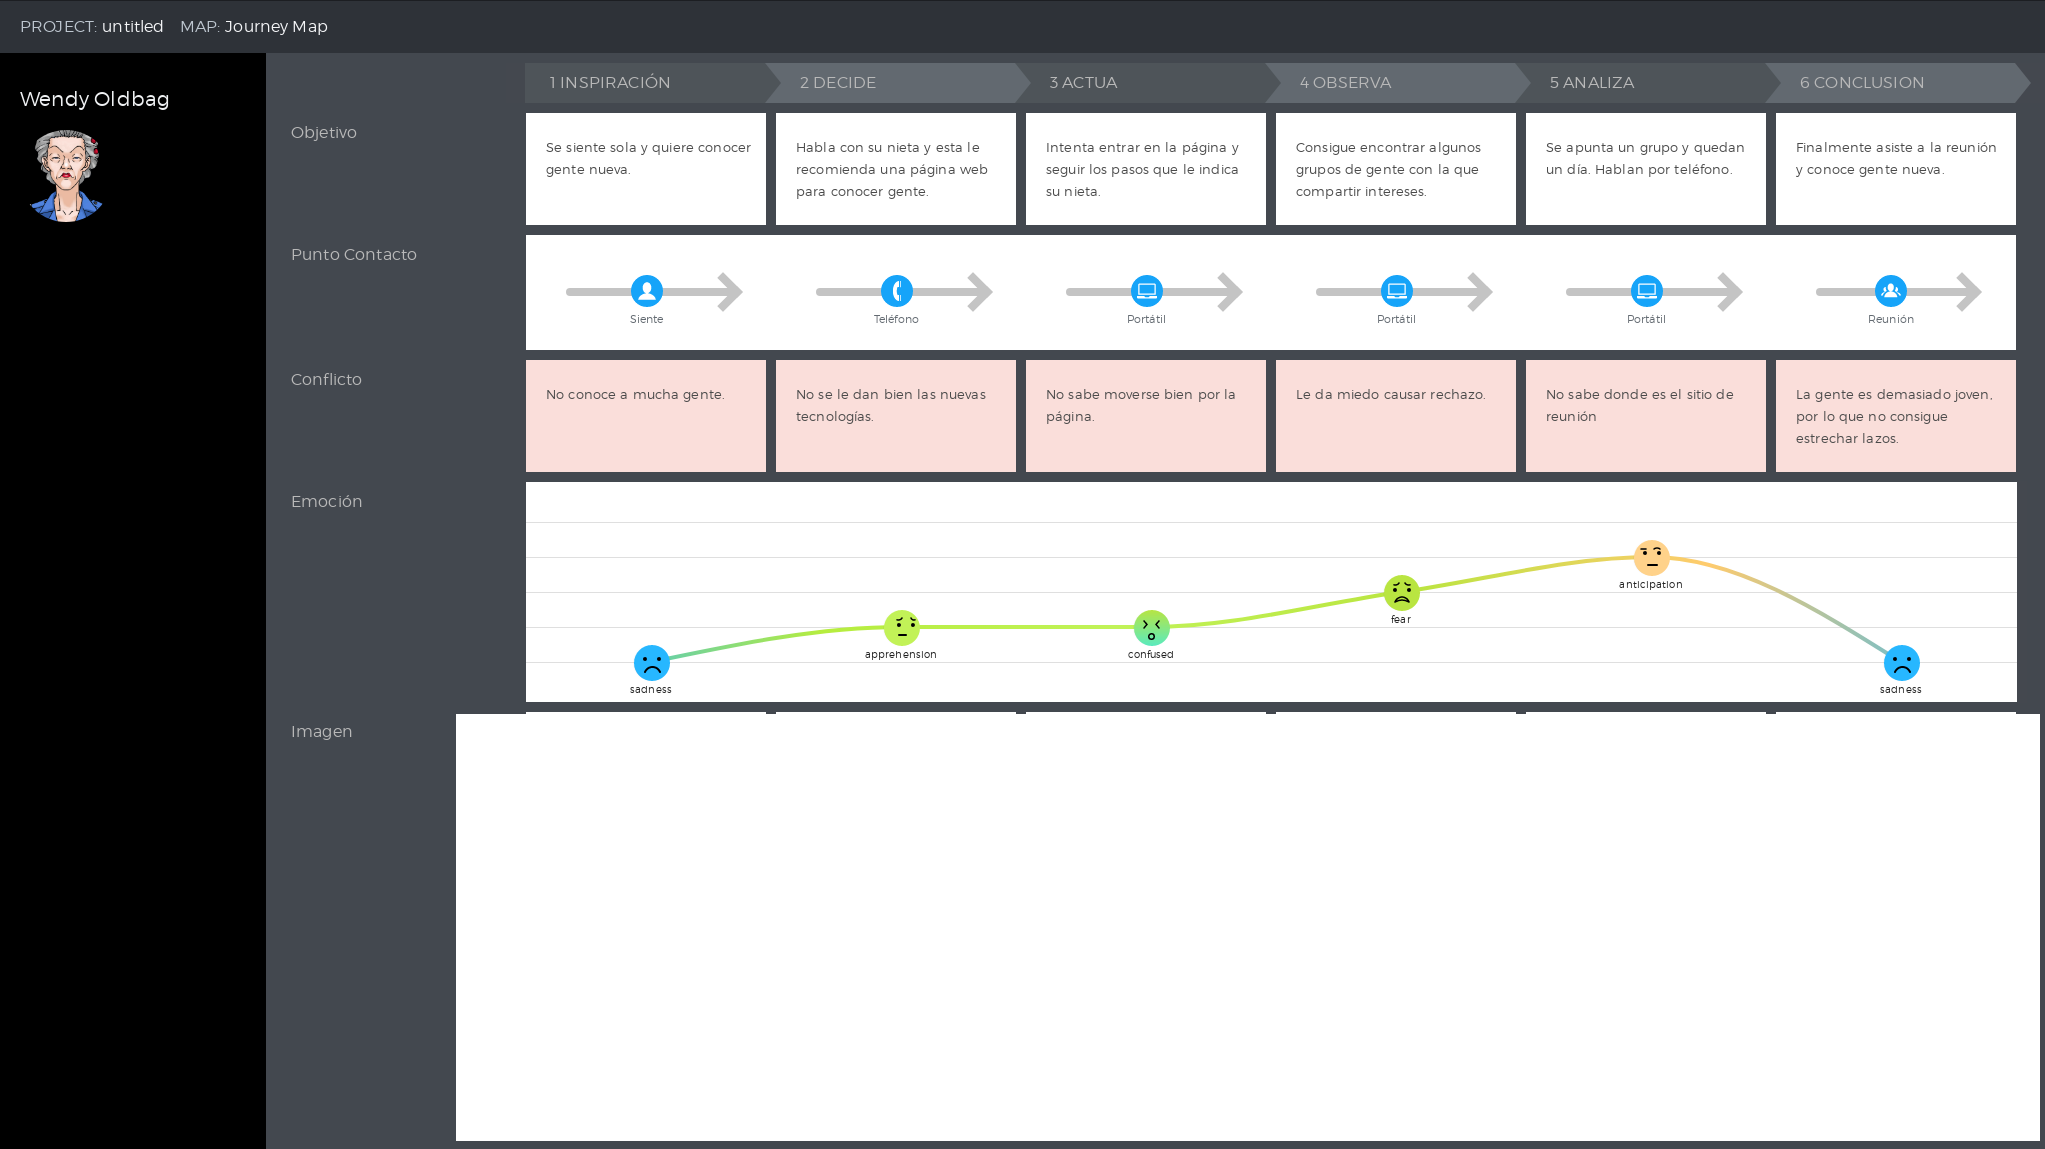 PROJECT: untitled MAP: Journey Map
Wendy Oldbag
1 INSPIRACIÓN
2 DECIDE
3 ACTUA
4 OBSERVA
5 ANALIZA
6 CONCLUSION
Objetivo
Se siente sola y quiere conocer
gente nueva.
Habla con su nieta y esta le
recomienda una página web
para conocer gente.
Intenta entrar en la página y
seguir los pasos que le indica
su nieta.
Consigue encontrar algunos
grupos de gente con la que
compartir intereses.
Se apunta un grupo y quedan
un día. Hablan por teléfono.
Finalmente asiste a la reunión
y conoce gente nueva.
Punto Contacto
Siente
Teléfono
Portátil
Portátil
Portátil
Reunión
Conflicto
No conoce a mucha gente.
No se le dan bien las nuevas
tecnologías.
No sabe moverse bien por la
página.
Le da miedo causar rechazo.
No sabe donde es el sitio de
reunión
La gente es demasiado joven,
por lo que no consigue
estrechar lazos.
Emoción
sadness
apprehension
confused
fear
anticipation
sadness
Imagen